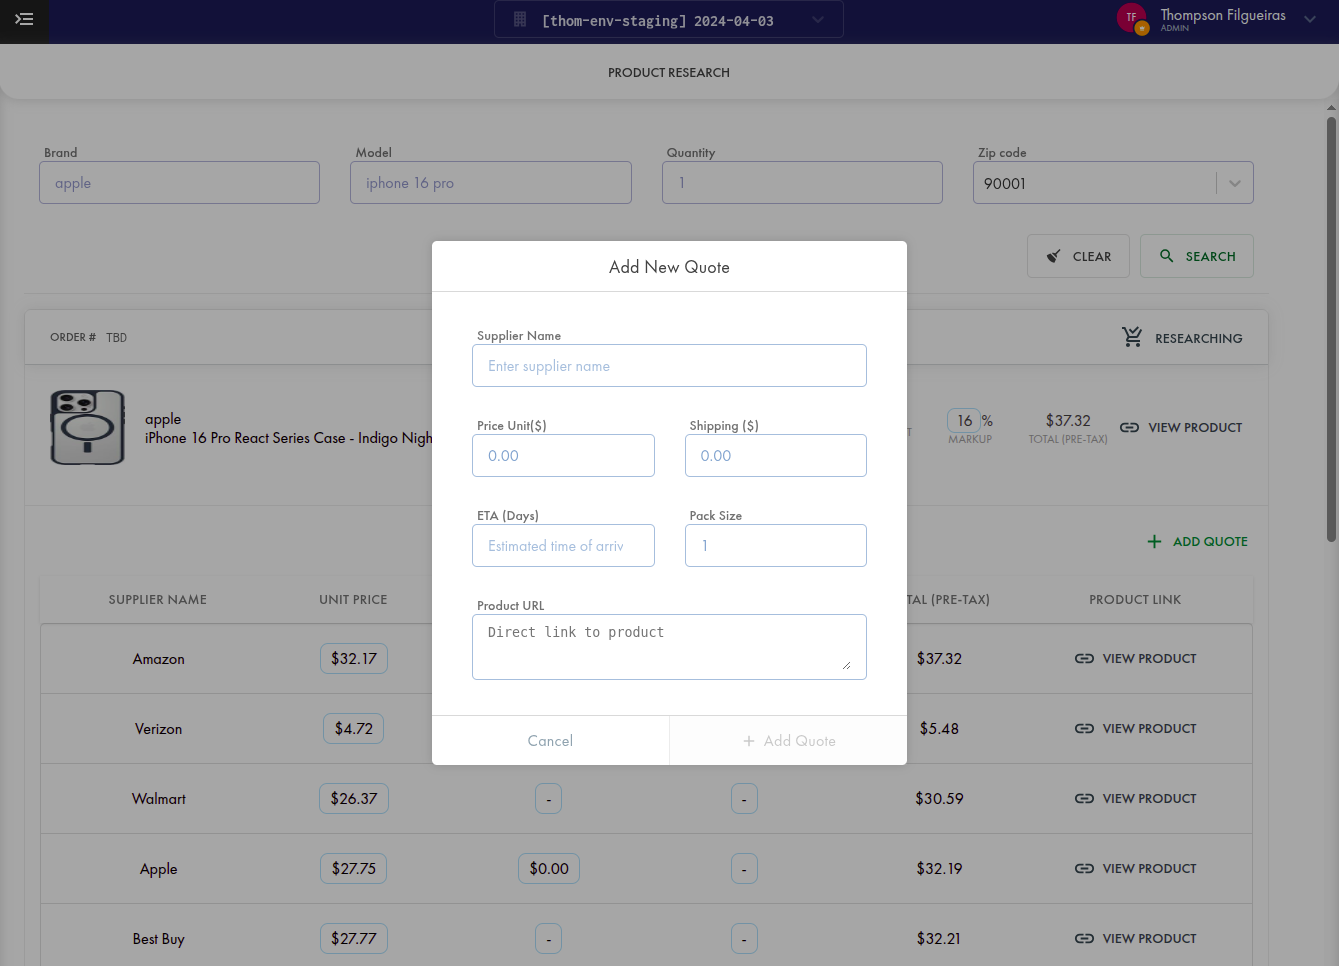 [thom-env-staging] 2024-04-03
TF
Thompson Filgueiras
ADMIN
PRODUCT RESEARCH
Brand
Model
Quantity
Zip code
apple
iphone 16 pro
1
90001
CLEAR
SEARCH
Add New Quote
ORDER # TBD
RESEARCHING
Supplier Name
Enter supplier name
apple
iPhone 16 Pro React Series Case - Indigo Nigh
16 %
MARKUP
$37.32
TOTAL (PRE-TAX)
VIEW PRODUCT
Price Unit($)
Shipping ($)
0.00
0.00
ETA (Days)
Pack Size
Estimated time of arriv
1
ADD QUOTE
SUPPLIER NAME
UNIT PRICE
TAL (PRE-TAX)
PRODUCT LINK
Product URL
Direct link to product
Amazon $32.17 $37.32 VIEW PRODUCT
Verizon $4.72 $5.48 VIEW PRODUCT
Cancel
+ Add Quote
Walmart $26.37 - - $30.59 VIEW PRODUCT
Apple $27.75 $0.00 - $32.19 VIEW PRODUCT
Best Buy $27.77 - - $32.21 VIEW PRODUCT